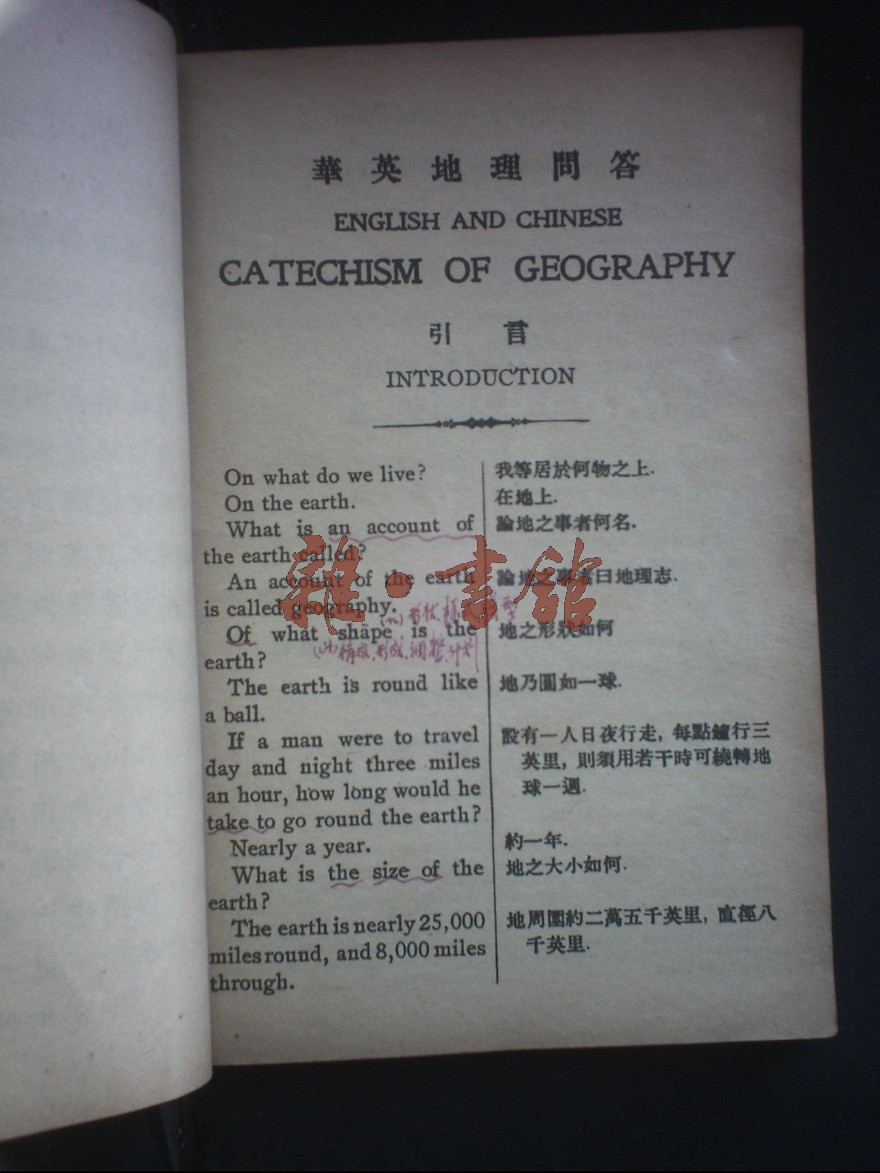 華英地理問答
ENGLISH AND CHINESE
CATECHISM OF GEOGRAPHY
引言
INTRODUCTION
On what do we live?
On the earth.
What is an account of
the earth called?
An account of the earth
is called geography.
Of what shape is the
earth?
The earth is round like
a ball.
If a man were to travel
day and night three miles
an hour, how long would he
take to go round the earth?
Nearly a year.
What is the size of the
earth?
The earth is nearly 25,000
miles round, and 8,000 miles
through.
我等居於何物之上.
在地上.
論地之事者何名.
論地之事者曰地理志.
地之形狀如何
地乃圓如一球.
設有一人日夜行走，每點鐘行三
英里，則須用若干時可繞轉地
球一週.
約一年.
地之大小如何.
地周圍約二萬五千英里，直徑八
千英里.
雜·書館